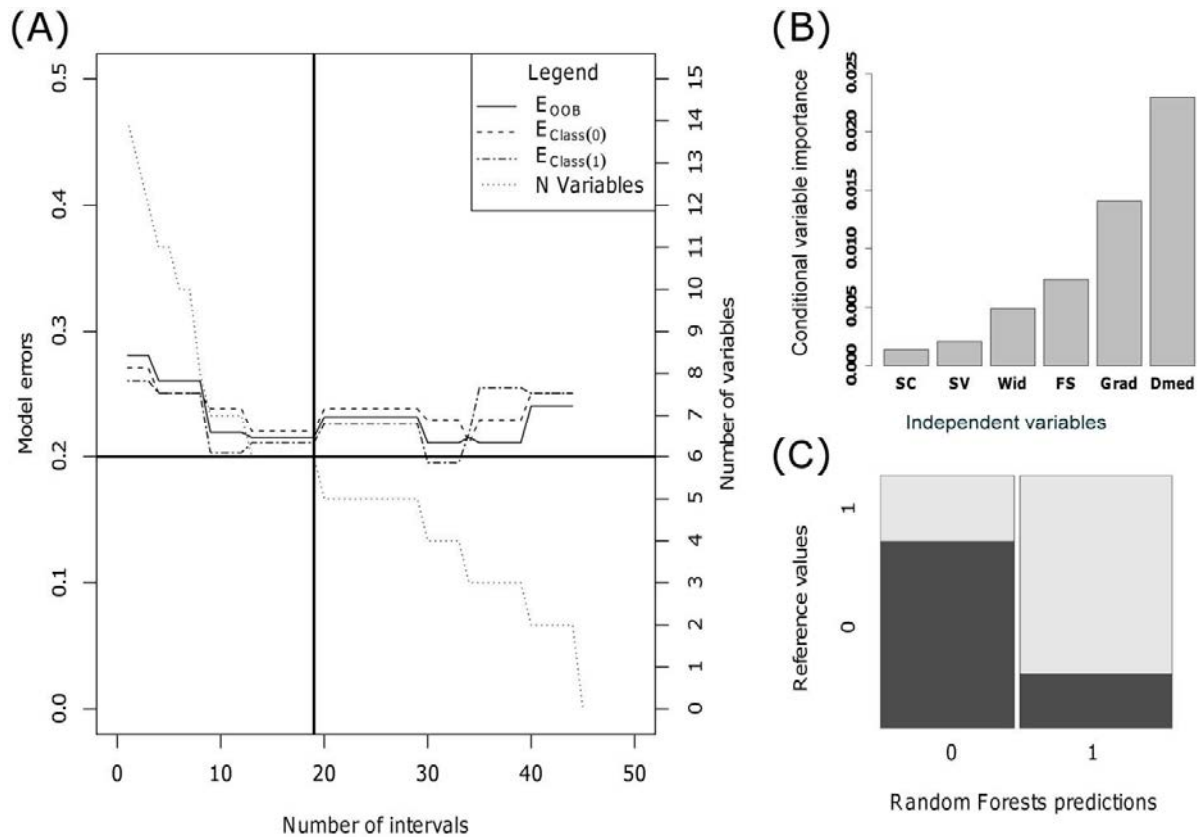 (A)
Model errors
0.5
0.4
0.3
0.2
0.1
0.0
Legend
E OOB
E Class(0)
E Class(1)
N Variables
15
14
13
12
11
10
9
8
7
6
5
4
3
2
1
0
Number of variables
0 10 20 30 40 50
Number of intervals
(B)
Conditional variable importance
0.025
0.020
0.015
0.010
0.005
0.000
SC SV Wid FS Grad Dmed
Independent variables
(C)
Reference values
1
0
0 1
Random Forests predictions